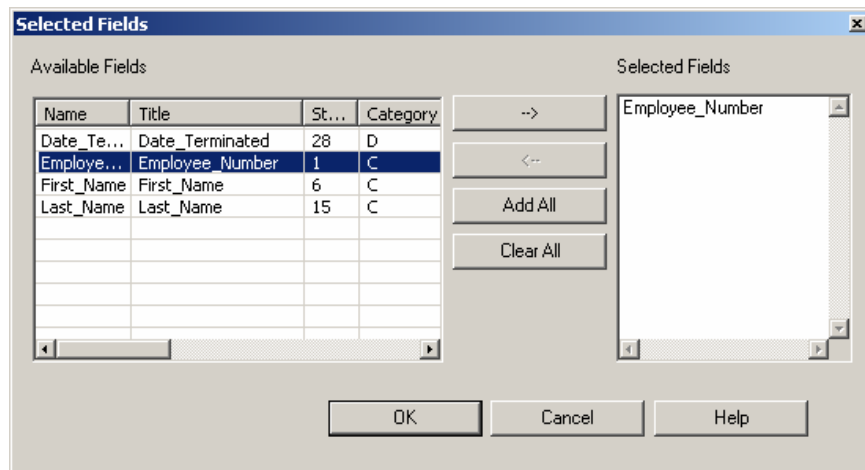 Selected Fields
Available Fields
Selected Fields
Name Title St... Category
Date_Te... Date_Terminated 28 D
Employe... Employee_Number 1 C
First_Name First_Name 6 C
Last_Name Last_Name 15 C
-->
<--
Add All
Clear All
Employee_Number
OK Cancel Help